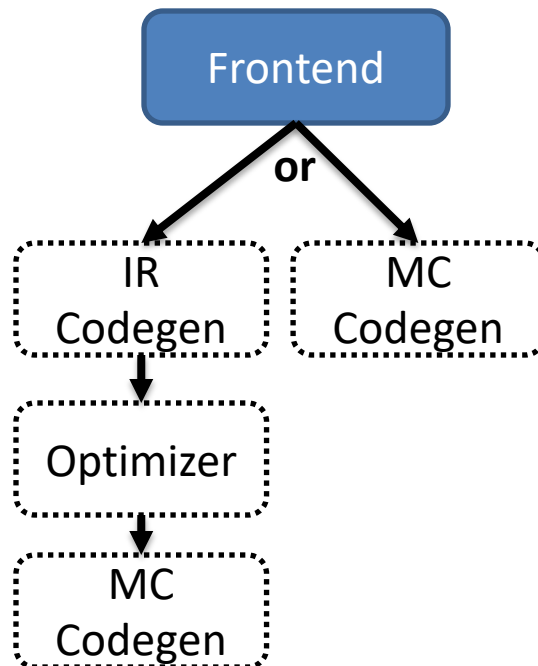 Frontend
or
IR
Codegen
MC
Codegen
Optimizer
MC
Codegen